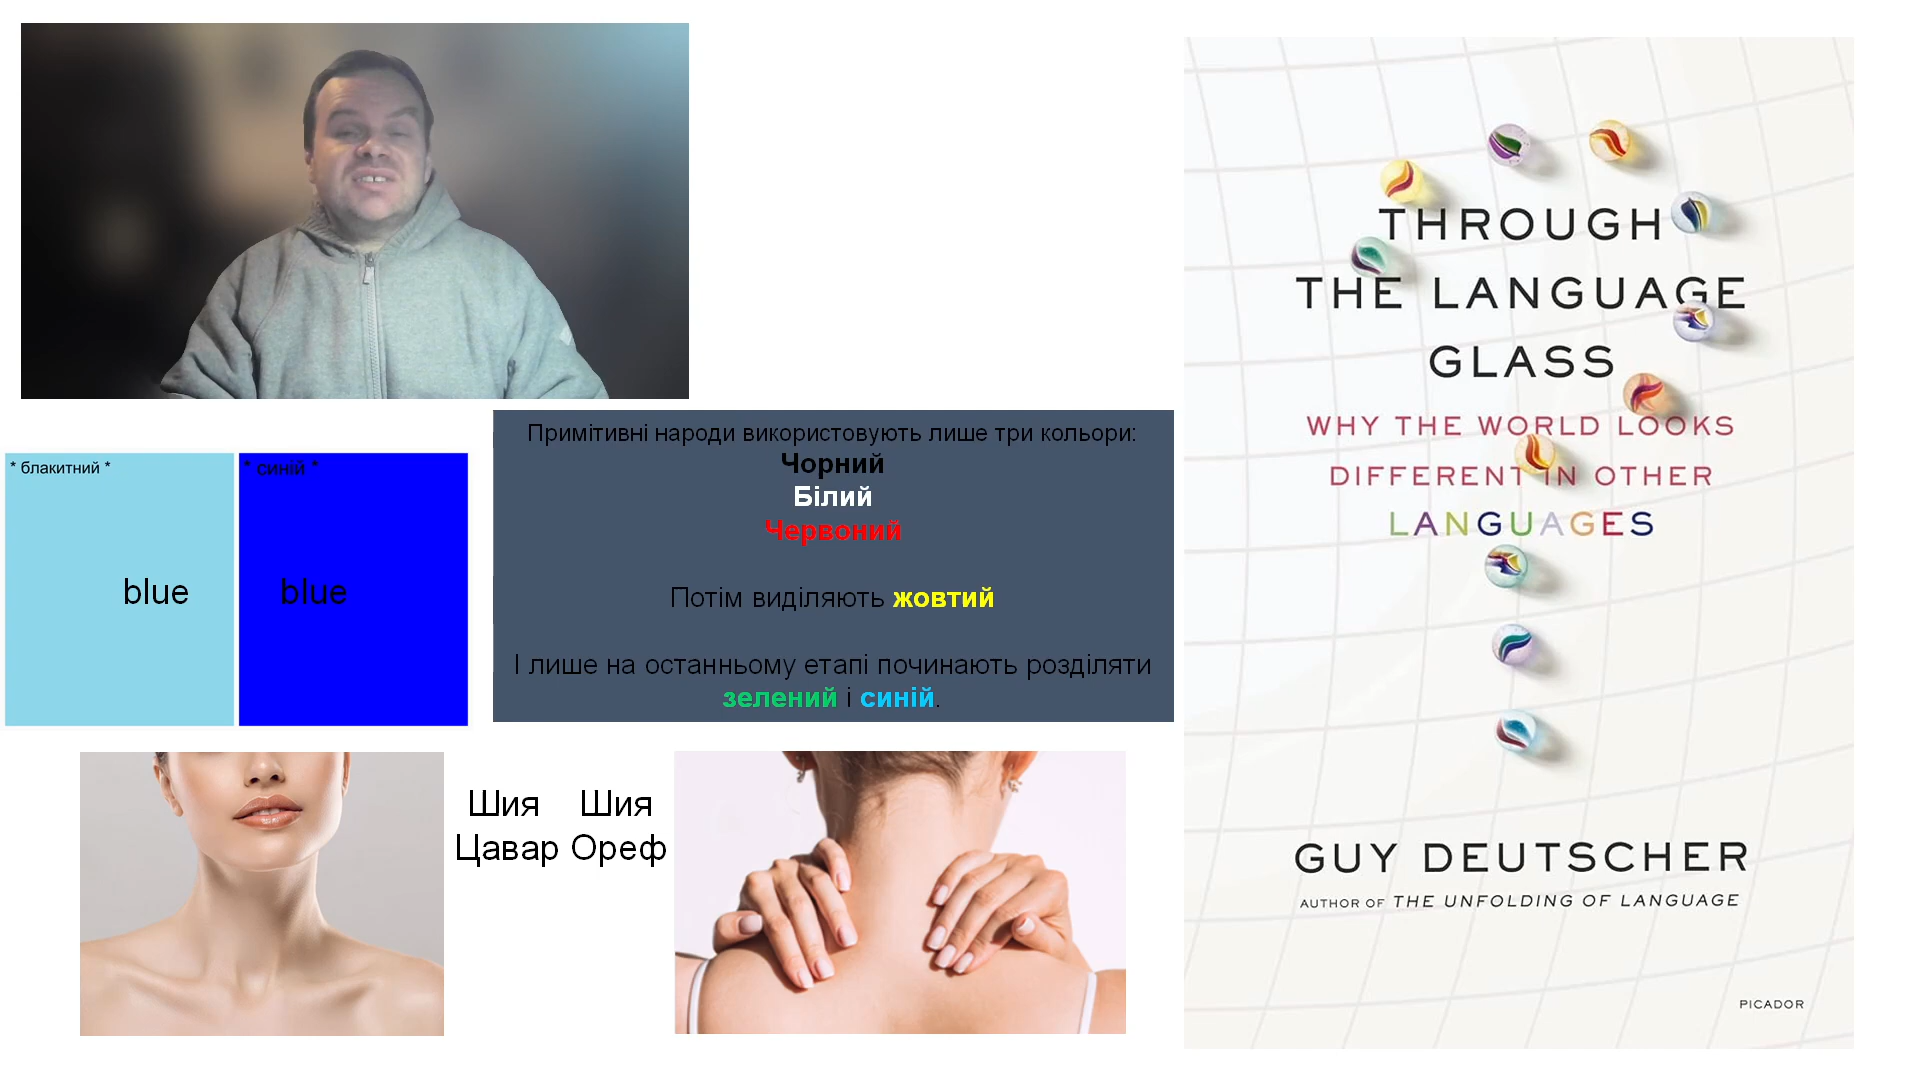 * блакитний *
* синій *
blue
blue
Примітивні народи використовують лише три кольори:
Чорний
Білий
Червоний
Потім виділяють жовтий
І лише на останньому етапі починають розділяти
зелений і синій.
Шия Шия
Цавар Ореф
THROUGH
THE LANGUAGE
GLASS
WHY THE WORLD LOOKS
DIFFERENT IN OTHER
LANGUAGES
GUY DEUTSCHER
AUTHOR OF THE UNFOLDING OF LANGUAGE
PICADOR